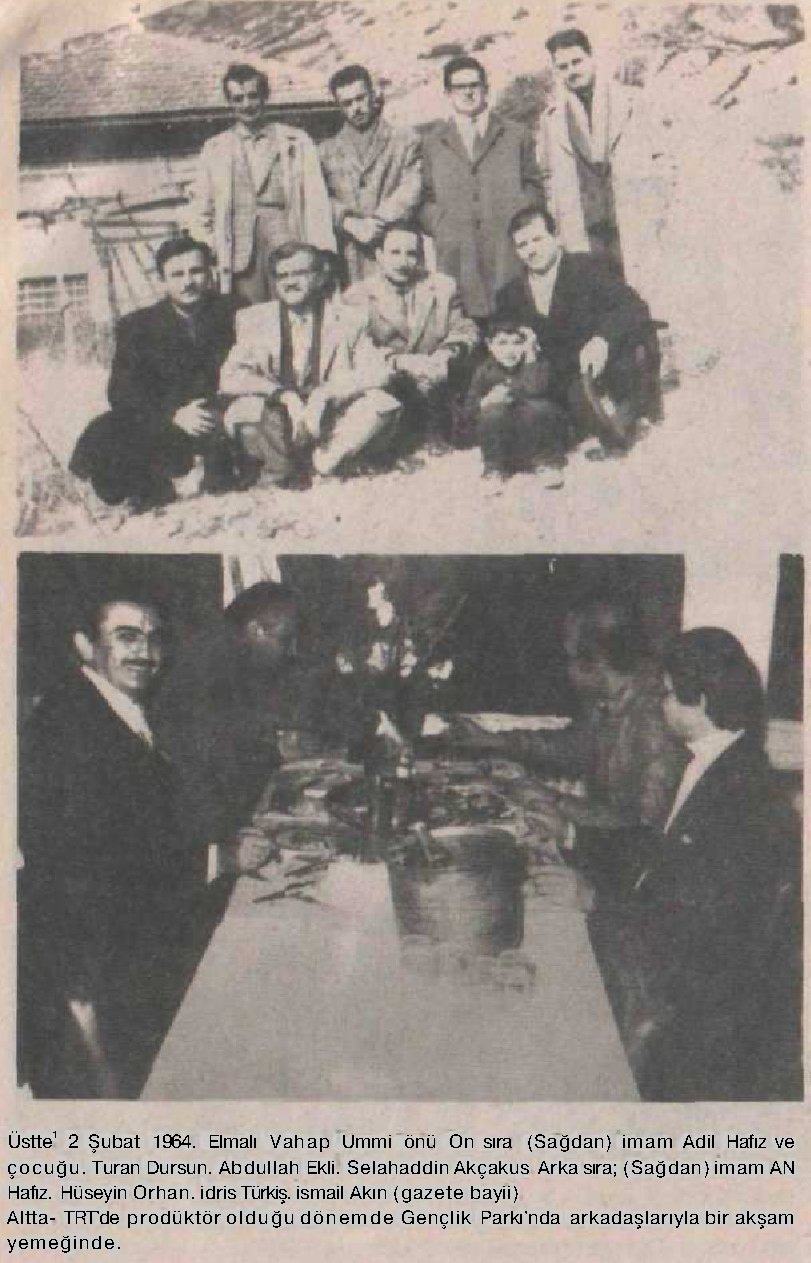 Üstte¹ 2 Şubat 1964. Elmalı Vahap Ummi önü On sıra (Sağdan) imam Adil Hafız ve
çocuğu. Turan Dursun. Abdullah Ekli. Selahaddin Akçakus Arka sıra; (Sağdan) imam AN
Hafız. Hüseyin Orhan. idris Türkiş. ismail Akın (gazete bayii)
Altta- TRT'de prodüktör olduğu dönemde Gençlik Parkı'nda arkadaşlarıyla bir akşam
yemeğinde.